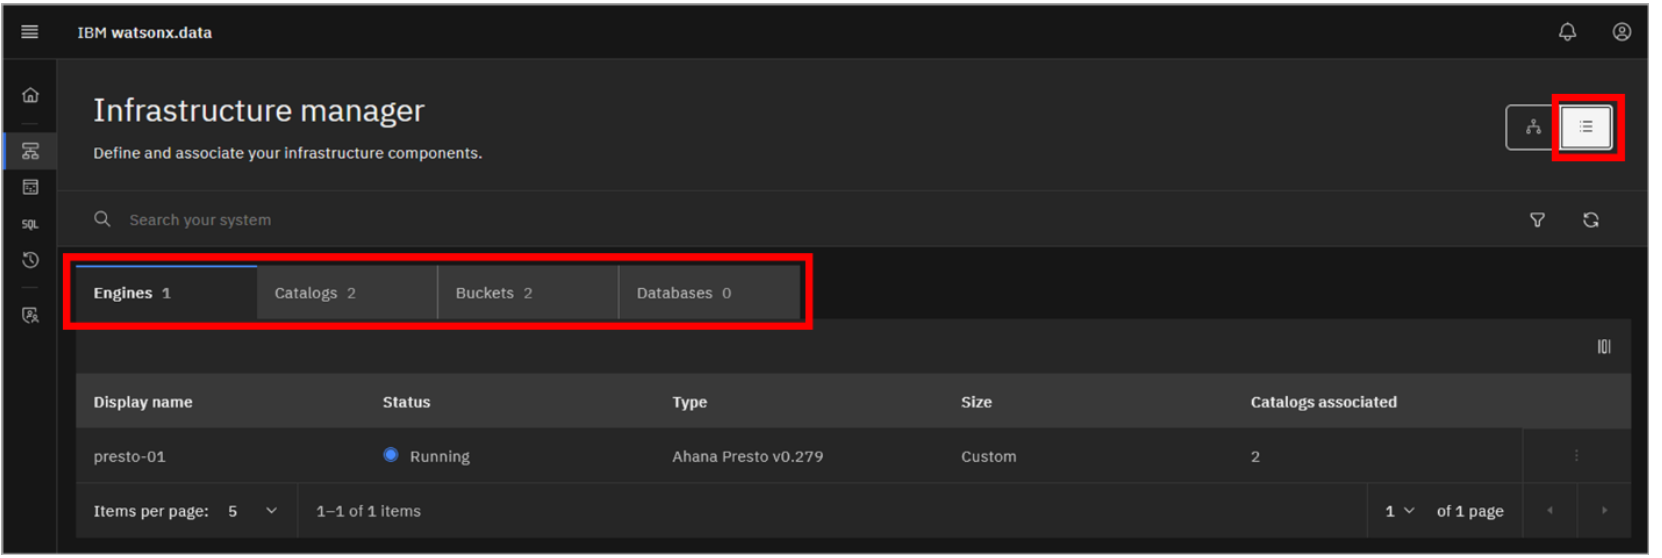 IBM watsonx.data
Infrastructure manager
Define and associate your infrastructure components.
Search your system
SQL
Engines 1 Catalogs 2 Buckets 2 Databases 0
Display name Status Type Size Catalogs associated
presto-01 Running Ahana Presto v0.279 Custom 2
Items per page: 5 1–1 of 1 items 1 of 1 page